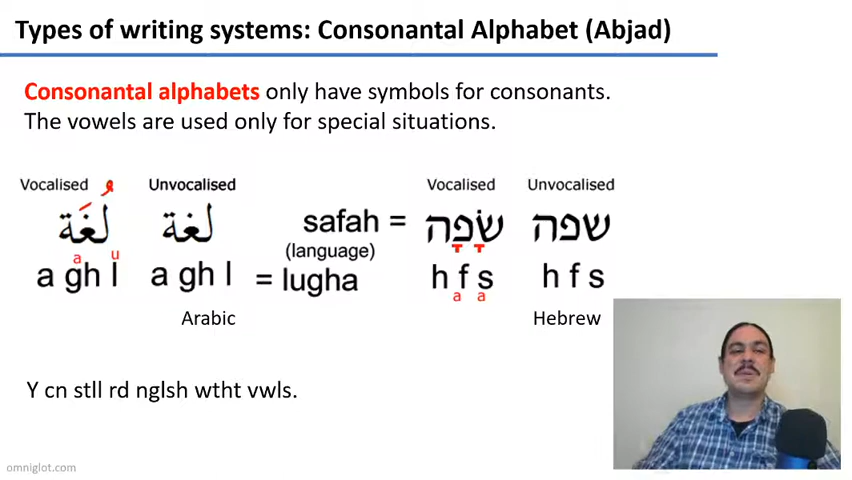 Types of writing systems: Consonantal Alphabet (Abjad)
Consonantal alphabets only have symbols for consonants.
The vowels are used only for special situations.
Vocalised Unvocalised Vocalised Unvocalised
لُغَة لغة safah = שָׂפָה שפה
(language)
a u
a gh l a gh l = lugha h f s h f s
a a
Arabic Hebrew
Y cn stll rd nglsh wtht vwls.
omniglot.com